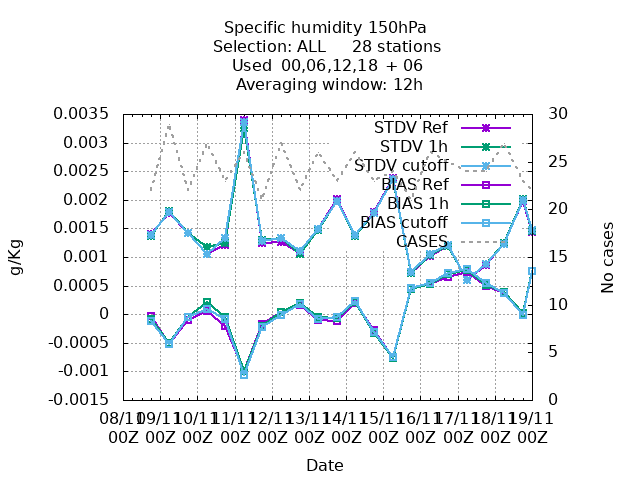 Specific humidity 150hPa
Selection: ALL 28 stations
Used 00,06,12,18 + 06
Averaging window: 12h
0.0035
0.003
0.0025
0.002
0.0015
0.001
0.0005
0
-0.0005
-0.001
-0.0015
g/Kg
30
25
20
15
10
5
0
No cases
STDV Ref
STDV 1h
STDV cutoff
BIAS Ref
BIAS 1h
BIAS cutoff
CASES
08/11 09/11 10/11 11/11 12/11 13/11 14/11 15/11 16/11 17/11 18/11 19/11
00Z 00Z 00Z 00Z 00Z 00Z 00Z 00Z 00Z 00Z 00Z 00Z
Date